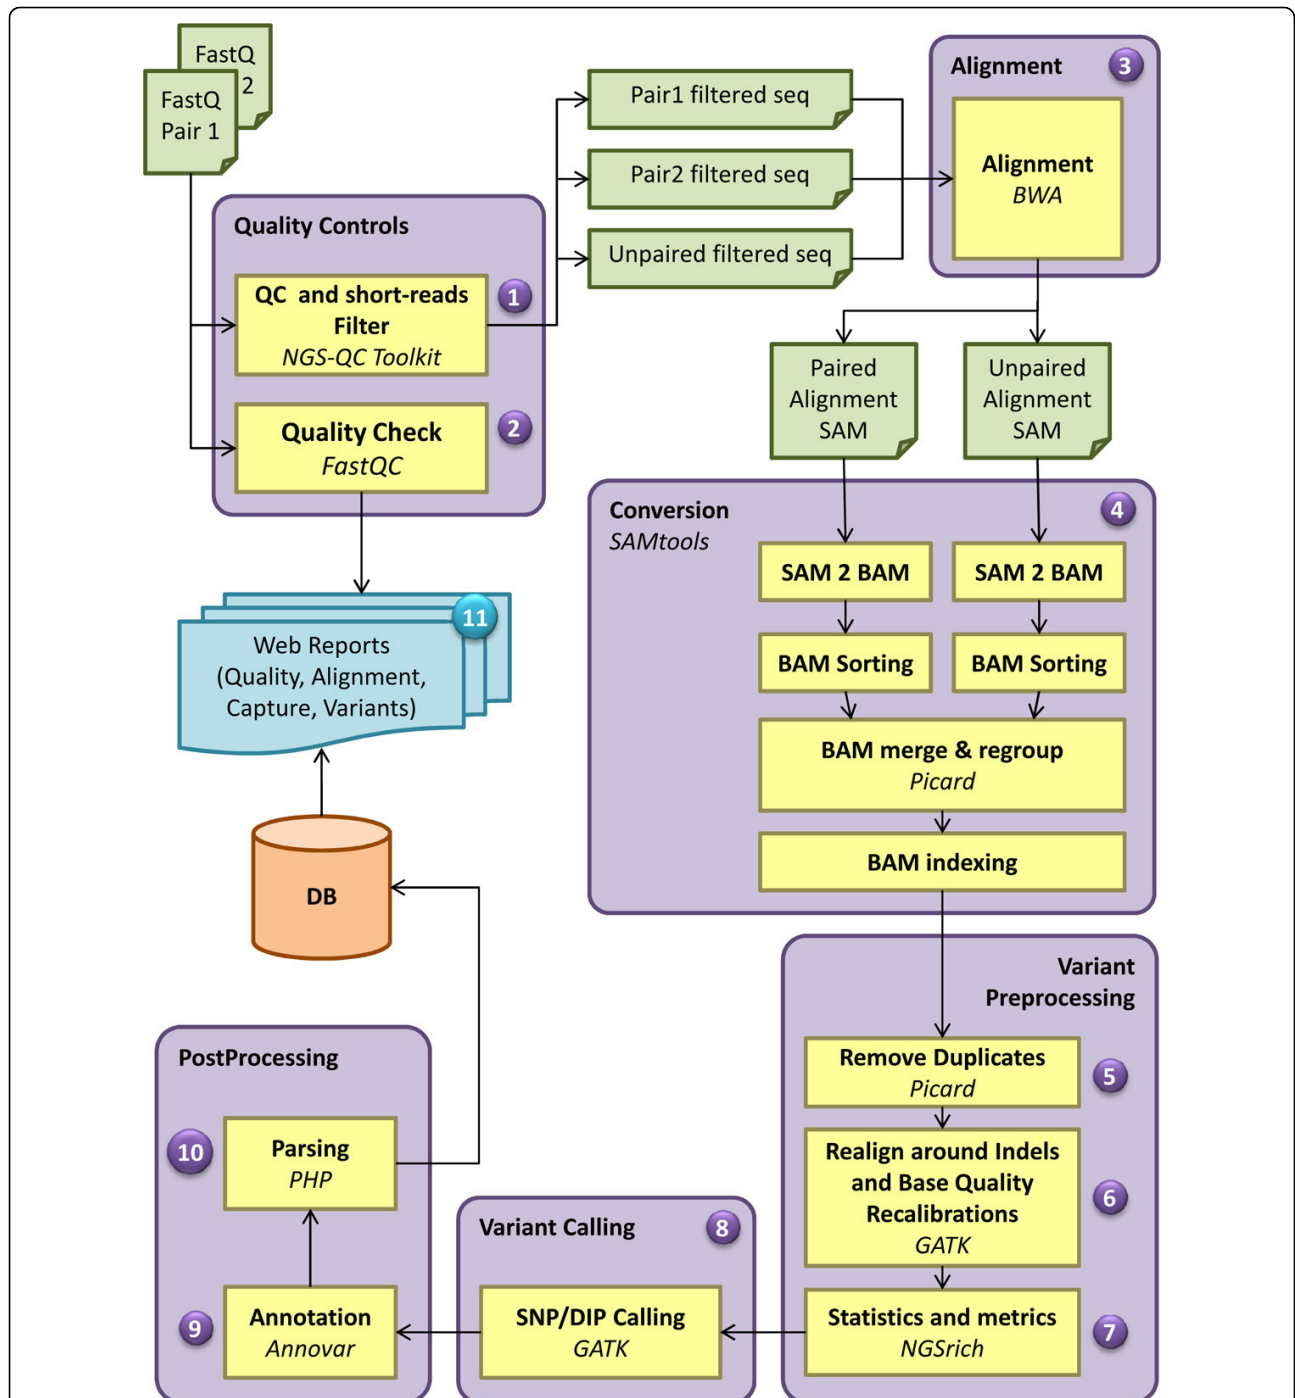 FastQ
2
FastQ
Pair 1
Quality Controls
QC and short-reads
Filter
NGS-QC Toolkit
1
Quality Check
FastQC
2
Pair1 filtered seq
Pair2 filtered seq
Unpaired filtered seq
Alignment
3
Alignment
BWA
Paired
Alignment
SAM
Unpaired
Alignment
SAM
Conversion
SAMtools
4
SAM 2 BAM
SAM 2 BAM
BAM Sorting
BAM Sorting
BAM merge & regroup
Picard
BAM indexing
Variant
Preprocessing
Remove Duplicates
Picard
5
Realign around Indels
and Base Quality
Recalibrations
GATK
6
Statistics and metrics
NGSrich
7
Variant Calling
8
SNP/DIP Calling
GATK
PostProcessing
10
Parsing
PHP
9
Annotation
Annovar
DB
11
Web Reports
(Quality, Alignment,
Capture, Variants)